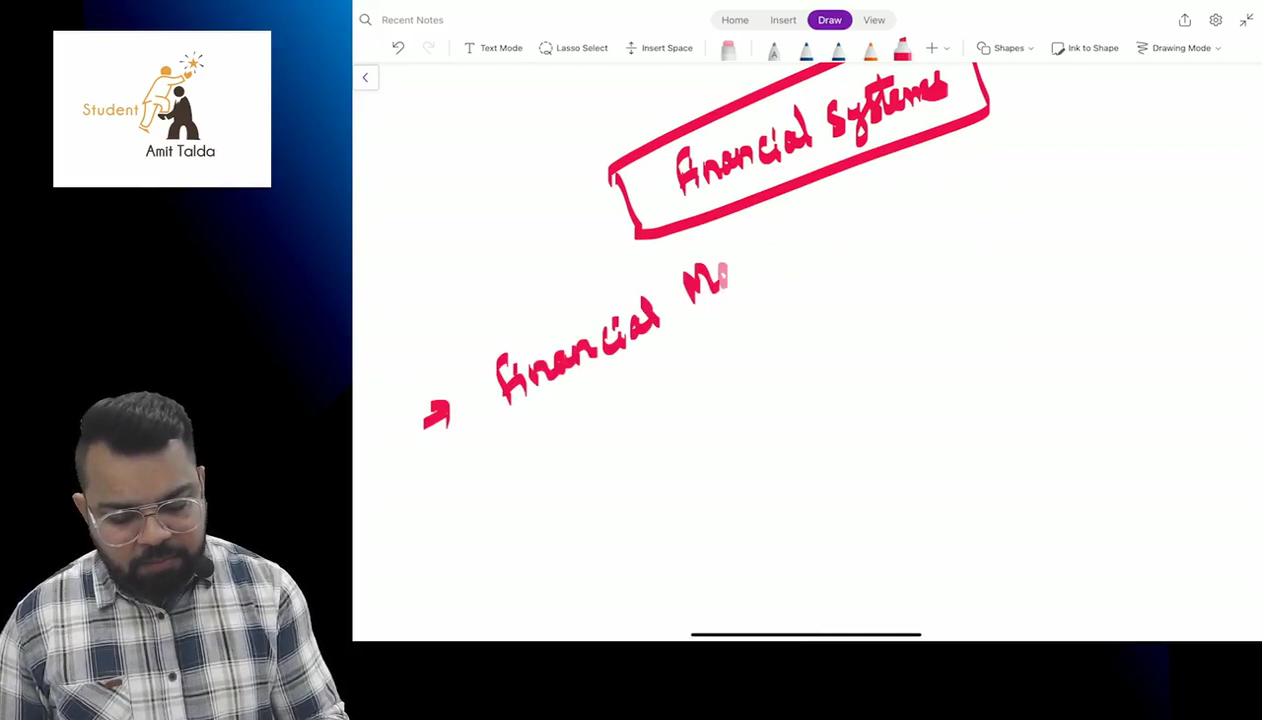 Recent Notes
Home Insert Draw View
Text Mode Lasso Select Insert Space A Shapes Ink to Shape Drawing Mode
Student
Amit Talda
Financial Systems
→ Financial M